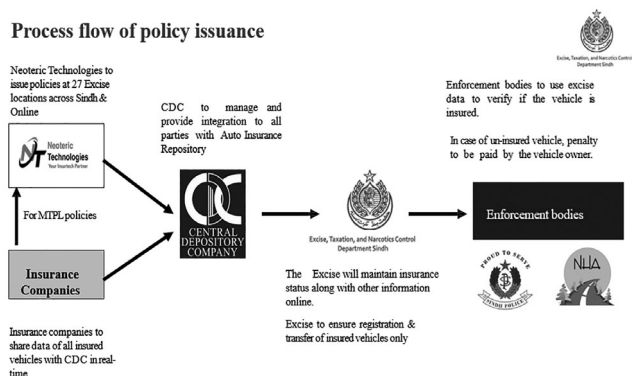 Process flow of policy issuance
Excise, Taxation, and Narcotics Control
Department Sindh
Neoteric Technologies to
issue policies at 27 Excise
locations across Sindh &
Online
NT
Neoteric
Technologies
Your Insurtech Partner
For MTPL policies
Insurance
Companies
Insurance companies to
share data of all insured
vehicles with CDC in real-
time
CDC to manage and
provide integration to all
parties with Auto Insurance
Repository
CDC
CENTRAL
DEPOSITORY
COMPANY
Excise, Taxation, and Narcotics Control
Department Sindh
The Excise will maintain insurance
status along with other information
online.
Excise to ensure registration &
transfer of insured vehicles only
Enforcement bodies to use excise
data to verify if the vehicle is
insured.
In case of un-insured vehicle, penalty
to be paid by the vehicle owner.
Enforcement bodies
PROUD TO SERVE
SINDH POLICE
NHA